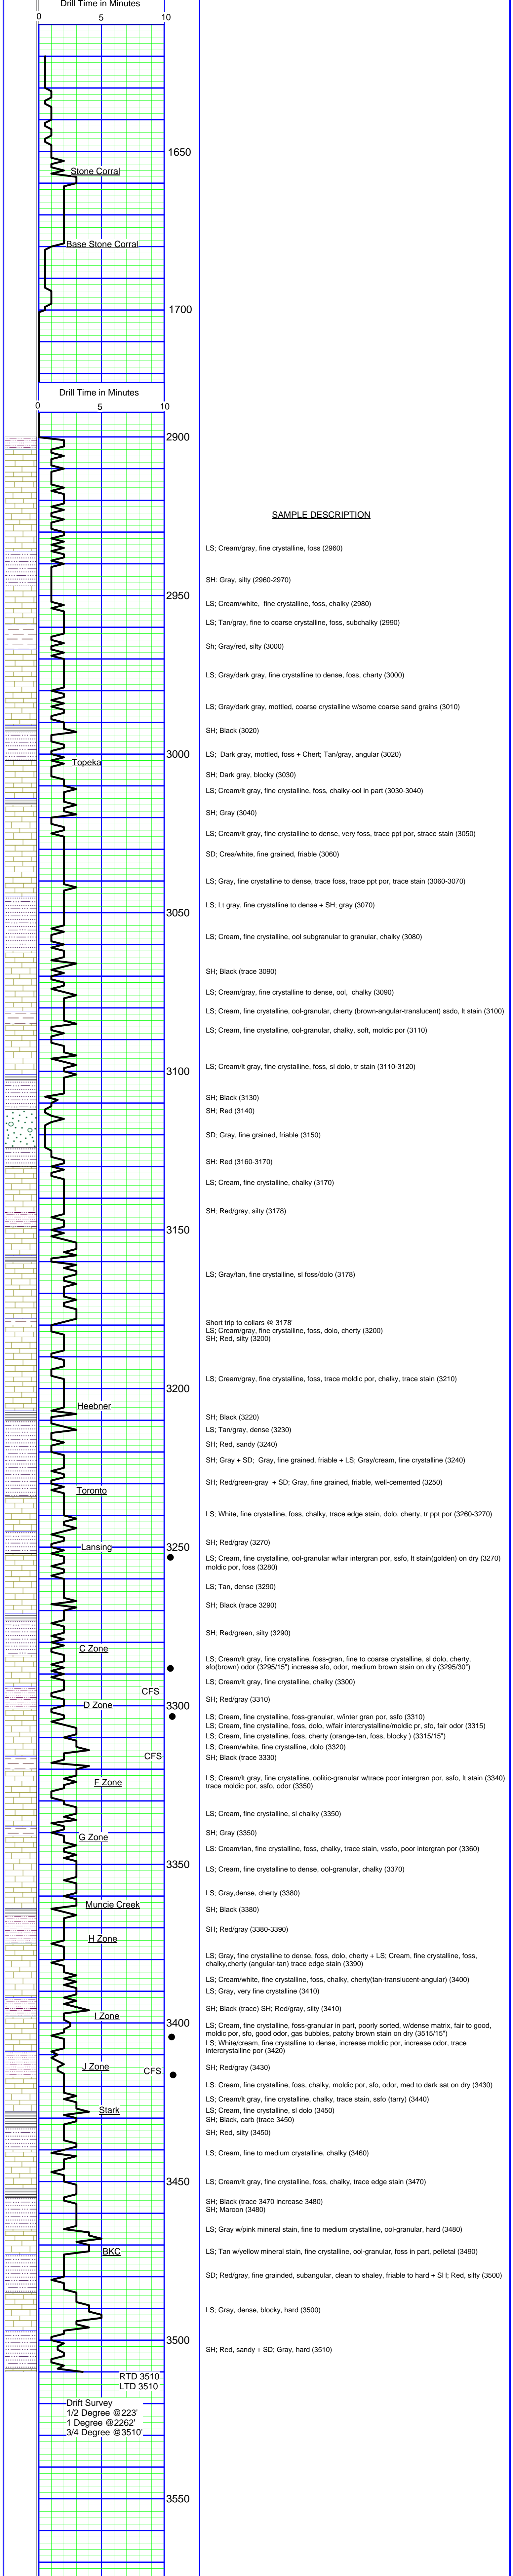 Drill Time in Minutes
0 5 10
1650
Stone Corral
Base Stone Corral
1700
Drill Time in Minutes
0 5 10
2900
SAMPLE DESCRIPTION
LS; Cream/gray, fine crystalline, foss (2960)
SH: Gray, silty (2960-2970)
2950
LS; Cream/white, fine crystalline, foss, chalky (2980)
LS; Tan/gray, fine to coarse crystalline, foss, subchalky (2990)
Sh; Gray/red, silty (3000)
LS; Gray/dark gray, fine crystalline to dense, foss, charty (3000)
LS; Gray/dark gray, mottled, coarse crystalline w/some coarse sand grains (3010)
SH; Black (3020)
3000
LS; Dark gray, mottled, foss + Chert; Tan/gray, angular (3020)
Topeka
SH; Dark gray, blocky (3030)
LS; Cream/lt gray, fine crystalline, foss, chalky-ool in part (3030-3040)
SH; Gray (3040)
LS; Cream/lt gray, fine crystalline to dense, very foss, trace ppt por, strace stain (3050)
SD; Crea/white, fine grained, friable (3060)
LS; Gray, fine crystalline to dense, trace foss, trace ppt por, trace stain (3060-3070)
LS; Lt gray, fine crystalline to dense + SH; gray (3070)
3050
LS; Cream, fine crystalline, ool subgranular to granular, chalky (3080)
SH; Black (trace 3090)
LS; Cream/gray, fine crystalline to dense, ool, chalky (3090)
LS; Cream, fine crystalline, ool-granular, cherty (brown-angular-translucent) ssdo, lt stain (3100)
LS; Cream, fine crystalline, ool-granular, chalky, soft, moldic por (3110)
LS; Cream/lt gray, fine crystalline, foss, sl dolo, tr stain (3110-3120)
3100
SH: Black (3130)
SH; Red (3140)
SD; Gray, fine grained, friable (3150)
SH: Red (3160-3170)
LS; Cream, fine crystalline, chalky (3170)
SH; Red/gray, silty (3178)
3150
LS; Gray/tan, fine crystalline, sl foss/dolo (3178)
Short trip to collars @ 3178'
LS; Cream/gray, fine crystalline, foss, dolo, cherty (3200)
SH; Red, silty (3200)
LS; Cream/gray, fine crystalline, foss, trace moldic por, chalky, trace stain (3210)
3200
Heebner
SH; Black (3220)
LS; Tan/gray, dense (3230)
SH; Red, sandy (3240)
SH; Gray + SD; Gray, fine grained, friable + LS; Gray/cream, fine crystalline (3240)
SH; Red/green-gray + SD; Gray, fine grained, friable, well-cemented (3250)
Toronto
LS; White, fine crystalline, foss, chalky, trace edge stain, dolo, cherty, tr ppt por (3260-3270)
SH; Red/gray (3270)
Lansing
3250
LS; Cream, fine crystalline, ool-granular w/fair intergran por, ssfo, lt stain(golden) on dry (3270)
moldic por, foss (3280)
LS; Tan, dense (3290)
SH; Black (trace 3290)
SH; Red/green, silty (3290)
C Zone
LS; Cream/lt gray, fine crystalline, foss-gran, fine to coarse crystalline, sl dolo, cherty,
sfo(brown) odor (3295/15") increase sfo, odor, medium brown stain on dry (3295/30")
LS; Cream/lt gray, fine crystalline, chalky (3300)
CFS
SH; Red/gray (3310)
D Zone
3300
LS; Cream, fine crystalline, foss-granular, w/inter gran por, ssfo (3310)
LS; Cream, fine crystalline, foss, dolo, w/fair intercrystalline/moldic pr, sfo, fair odor (3315)
LS; Cream, fine crystalline, foss, cherty (orange-tan, foss, blocky ) (3315/15")
LS; Cream/white, fine crystalline, dolo (3320)
CFS
SH; Black (trace 3330)
LS; Cream/lt gray, fine crystalline, oolitic-granular w/trace poor intergran por, ssfo, lt stain (3340)
F Zone
trace moldic por, ssfo, odor (3350)
LS; Cream, fine crystalline, sl chalky (3350)
SH; Gray (3350)
G Zone
LS: Cream/tan, fine crystalline, foss, chalky, trace stain, vssfo, poor intergran por (3360)
3350
LS; Cream, fine crystalline to dense, ool-granular, chalky (3370)
LS; Gray,dense, cherty (3380)
Muncie Creek
SH; Black (3380)
SH; Red/gray (3380-3390)
H Zone
LS; Gray, fine crystalline to dense, foss, dolo, cherty + LS; Cream, fine crystalline, foss,
chalky,cherty (angular-tan) trace edge stain (3390)
LS; Cream/white, fine crystalline, foss, chalky, cherty(tan-translucent-angular) (3400)
LS; Gray, very fine crystalline (3410)
SH; Black (trace) SH; Red/gray, silty (3410)
I Zone
3400
LS; Cream, fine crystalline, foss-granular in part, poorly sorted, w/dense matrix, fair to good,
moldic por, sfo, good odor, gas bubbles, patchy brown stain on dry (3515/15")
LS; White/cream, fine crystalline to dense, increase moldic por, increase odor, trace
intercrystalline por (3420)
J Zone
CFS
SH; Red/gray (3430)
LS: Cream, fine crystalline, foss, chalky, moldic por, sfo, odor, med to dark sat on dry (3430)
LS; Cream/lt gray, fine crystalline, chalky, trace stain, ssfo (tarry) (3440)
Stark
LS; Cream, fine crystalline, sl dolo (3450)
SH: Black, carb (trace 3450)
SH; Red, silty (3450)
LS; Cream, fine to medium crystalline, chalky (3460)
3450
LS; Cream/lt gray, fine crystalline, foss, chalky, trace edge stain (3470)
SH; Black (trace 3470 increase 3480)
SH; Maroon (3480)
LS; Gray w/pink mineral stain, fine to medium crystalline, ool-granular, hard (3480)
BKC
LS; Tan w/yellow mineral stain, fine crystalline, ool-granular, foss in part, pelletal (3490)
SD; Red/gray, fine grainded, subangular, clean to shaley, friable to hard + SH; Red, silty (3500)
LS; Gray, dense, blocky, hard (3500)
3500
SH; Red, sandy + SD; Gray, hard (3510)
RTD 3510
LTD 3510
Drift Survey
1/2 Degree @223'
1 Degree @2262'
3/4 Degree @3510'
3550